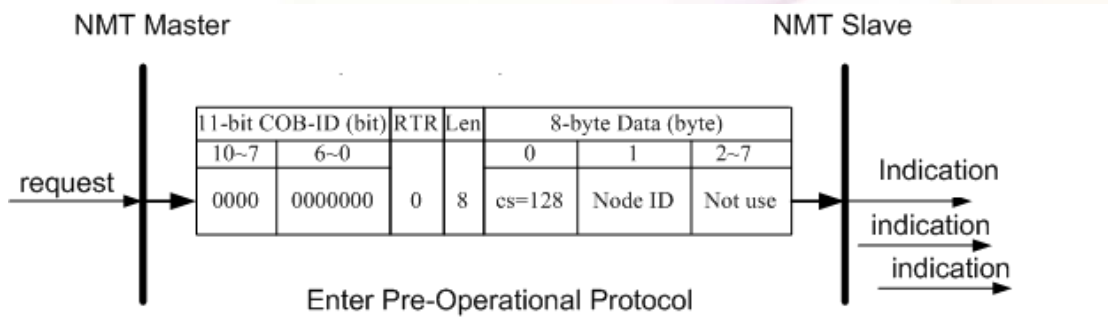 NMT Master NMT Slave
11-bit COB-ID (bit) RTR Len 8-byte Data (byte)
10~7 6~0 0 1 2~7
request 0000 0000000 0 8 cs=128 Node ID Not use Indication
indication
indication
Enter Pre-Operational Protocol